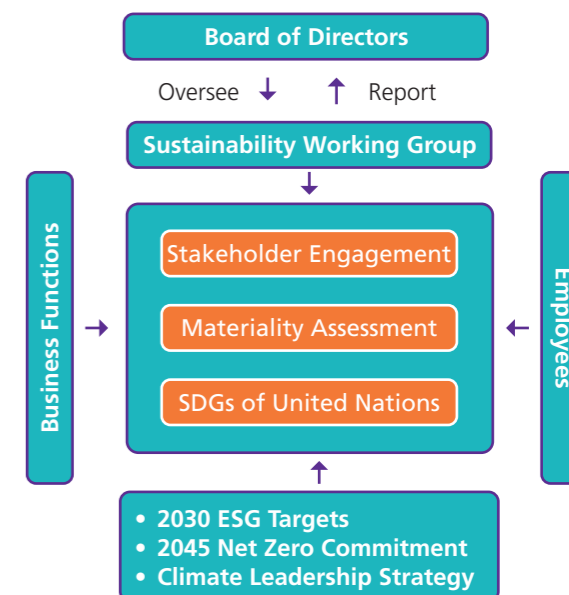 Board of Directors
Oversee
Report
Sustainability Working Group
Business Functions
Stakeholder Engagement
Materiality Assessment
SDGs of United Nations
Employees
• 2030 ESG Targets
• 2045 Net Zero Commitment
• Climate Leadership Strategy